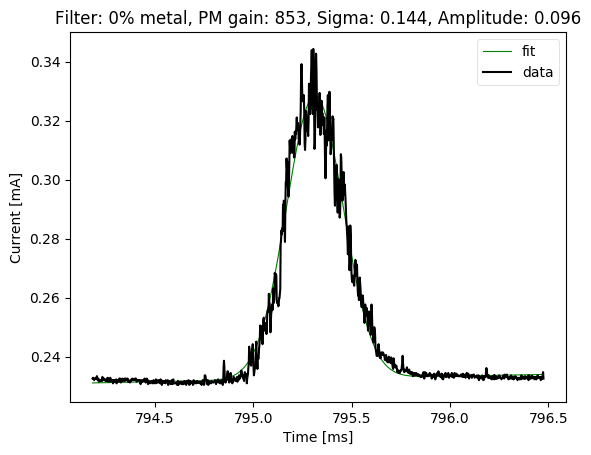 Filter: 0% metal, PM gain: 853, Sigma: 0.144, Amplitude: 0.096
fit
data
0.34
0.32
0.30
0.28
0.26
0.24
Current [mA]
794.5 795.0 795.5 796.0 796.5
Time [ms]